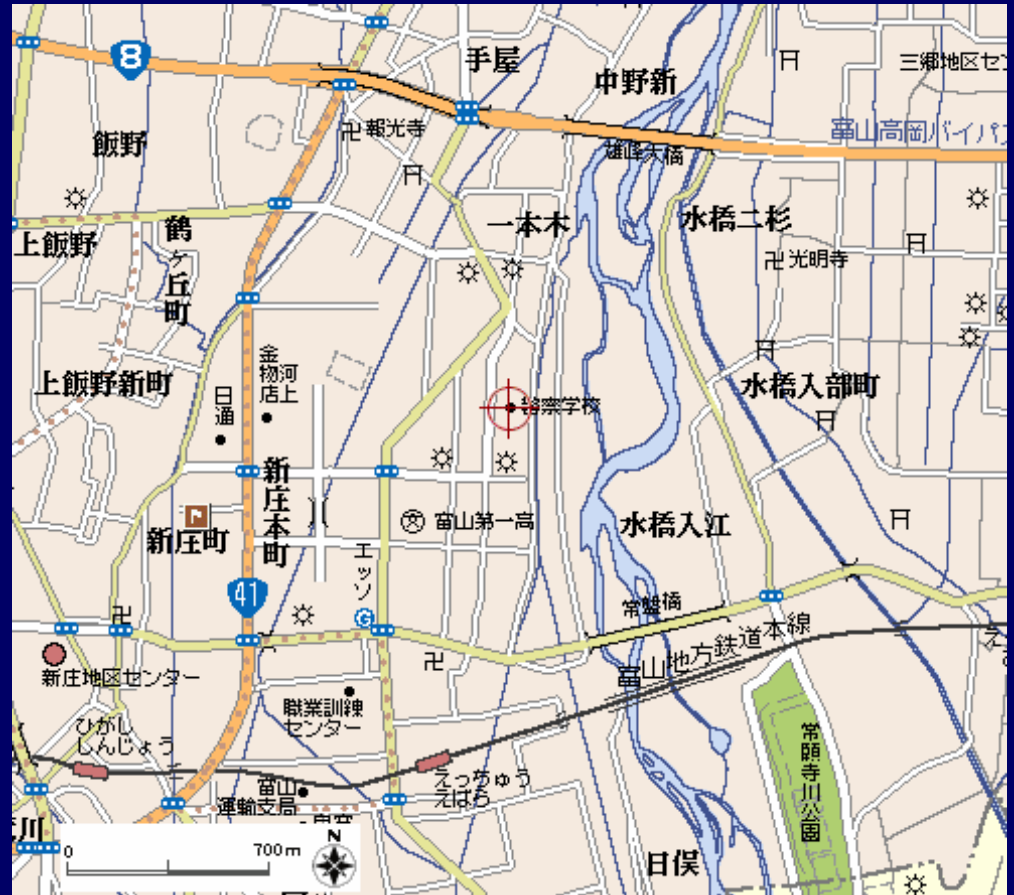 8
手屋
中野新
三郷地区セ
飯野
報光寺
富山高岡バイパス
雄峰大橋
鶴ヶ丘町
上飯野
一本木
水橋二杉
光明寺
上飯野新町
金物店
河上
日通
水橋入部町
警察学校
新庄本町
新庄町
富山第一高
水橋入江
エッソ
41
G
常盤橋
富山地方鉄道本線
新庄地区センター
職業訓練
センター
ひがし
しんじょう
えっちゅう
えばら
富山
運輸支局
常願寺川公園
日俣
0
700m
N